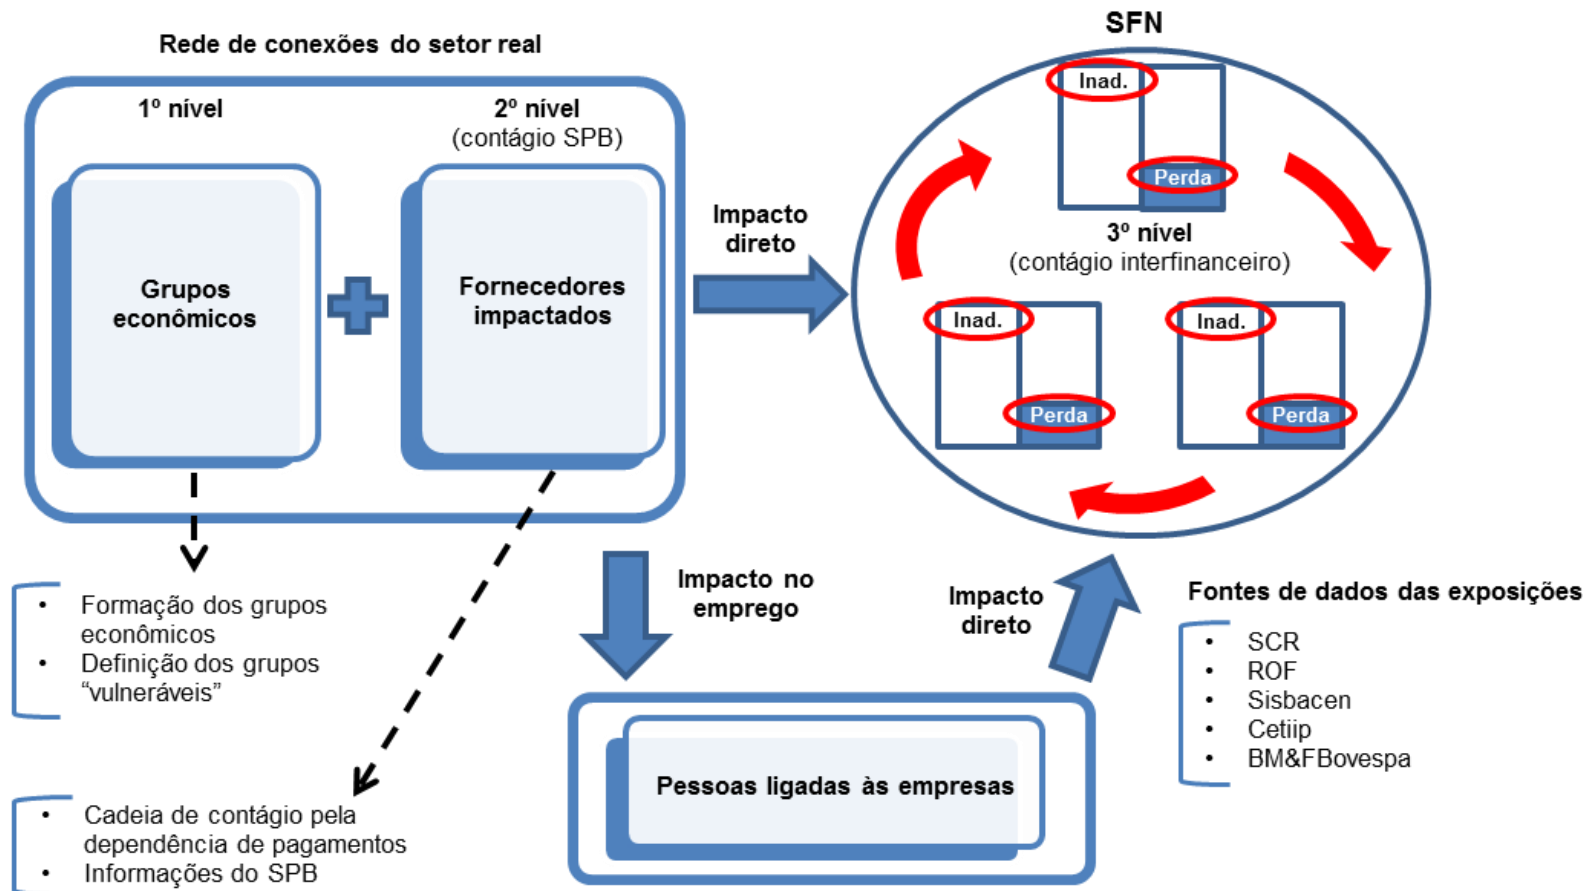 Rede de conexões do setor real
SFN
1º nível
2º nível
(contágio SPB)
Grupos
econômicos
Fornecedores
impactados
Impacto
direto
Inad.
Perda
3º nível
(contágio interfinanceiro)
Inad.
Perda
Inad.
Perda
Formação dos grupos
econômicos
Definição dos grupos
“vulneráveis”
Impacto no
emprego
Impacto
direto
Fontes de dados das exposições
SCR
ROF
Sisbacen
Cetiip
BM&FBovespa
Pessoas ligadas às empresas
Cadeia de contágio pela
dependência de pagamentos
Informações do SPB